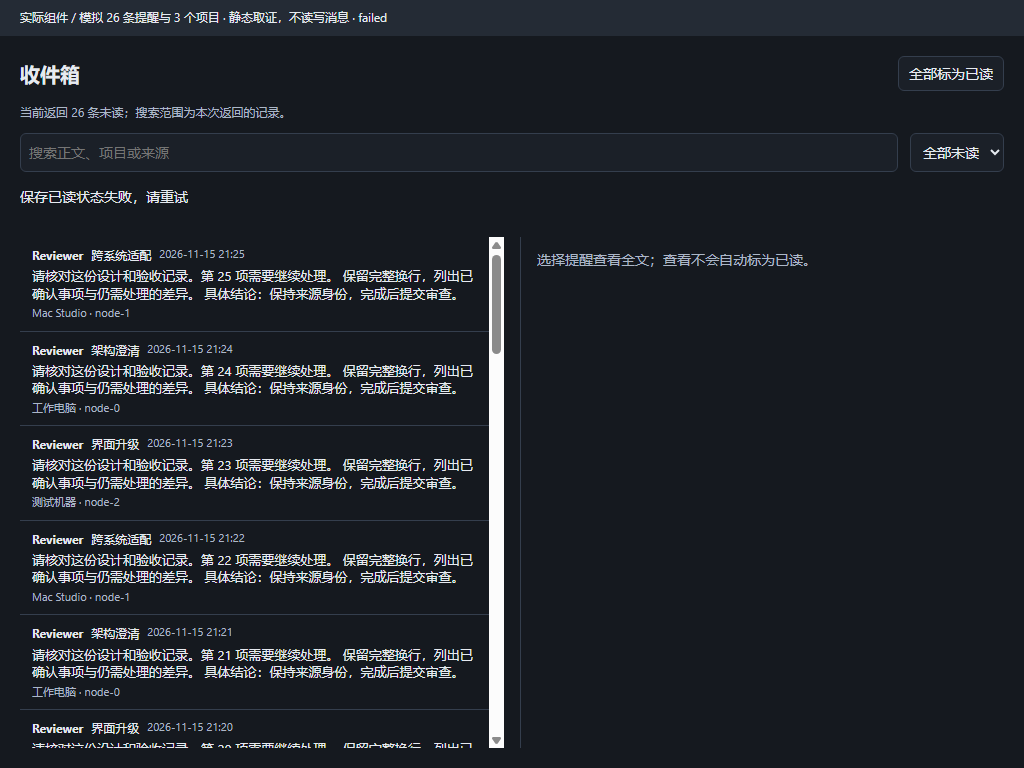 实际组件 / 模拟 26 条提醒与 3 个项目 · 静态取证，不读写消息 · failed
收件箱
全部标为已读
当前返回 26 条未读；搜索范围为本次返回的记录。
搜索正文、项目或来源
全部未读
保存已读状态失败，请重试
Reviewer 跨系统适配 2026-11-15 21:25
请核对这份设计和验收记录。第 25 项需要继续处理。 保留完整换行，列出已
确认事项与仍需处理的差异。 具体结论：保持来源身份，完成后提交审查。
Mac Studio · node-1
Reviewer 架构澄清 2026-11-15 21:24
请核对这份设计和验收记录。第 24 项需要继续处理。 保留完整换行，列出已
确认事项与仍需处理的差异。 具体结论：保持来源身份，完成后提交审查。
工作电脑 · node-0
Reviewer 界面升级 2026-11-15 21:23
请核对这份设计和验收记录。第 23 项需要继续处理。 保留完整换行，列出已
确认事项与仍需处理的差异。 具体结论：保持来源身份，完成后提交审查。
测试机器 · node-2
Reviewer 跨系统适配 2026-11-15 21:22
请核对这份设计和验收记录。第 22 项需要继续处理。 保留完整换行，列出已
确认事项与仍需处理的差异。 具体结论：保持来源身份，完成后提交审查。
Mac Studio · node-1
Reviewer 架构澄清 2026-11-15 21:21
请核对这份设计和验收记录。第 21 项需要继续处理。 保留完整换行，列出已
确认事项与仍需处理的差异。 具体结论：保持来源身份，完成后提交审查。
工作电脑 · node-0
Reviewer 界面升级 2026-11-15 21:20
选择提醒查看全文；查看不会自动标为已读。